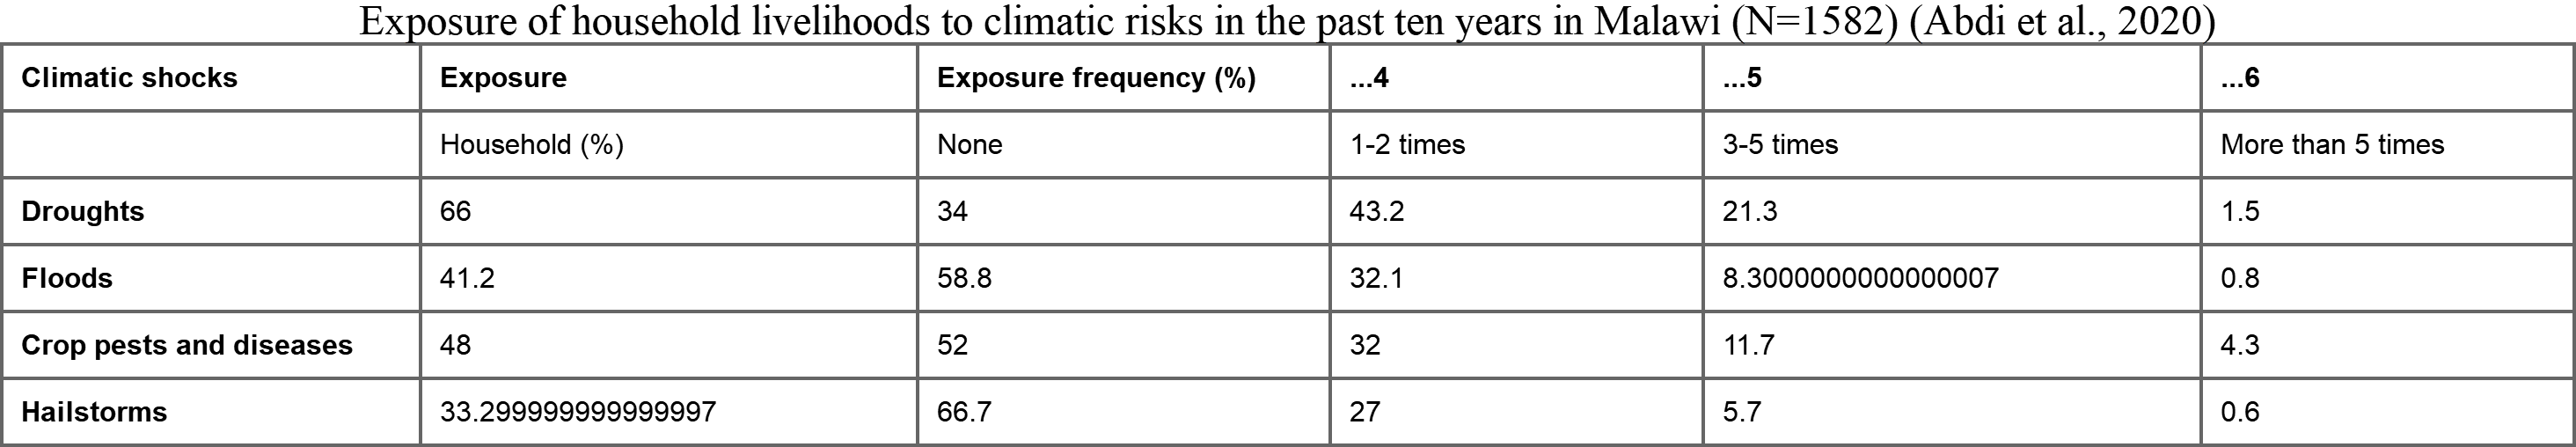 Exposure of household livelihoods to climatic risks in the past ten years in Malawi (N=1582) (Abdi et al., 2020)
Climatic shocks Exposure Exposure frequency (%) ...4 ...5 ...6
Household (%) None 1-2 times 3-5 times More than 5 times
Droughts 66 34 43.2 21.3 1.5
Floods 41.2 58.8 32.1 8.3000000000000007 0.8
Crop pests and diseases 48 52 32 11.7 4.3
Hailstorms 33.299999999999997 66.7 27 5.7 0.6